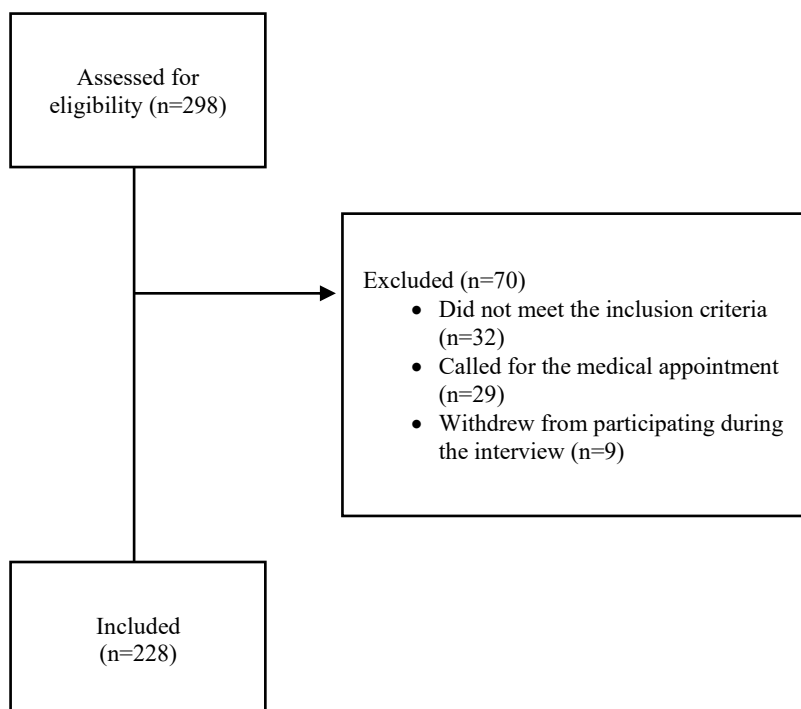 Assessed for
eligibility (n=298)
Excluded (n=70)
• Did not meet the inclusion criteria
(n=32)
• Called for the medical appointment
(n=29)
• Withdrew from participating during
the interview (n=9)
Included
(n=228)